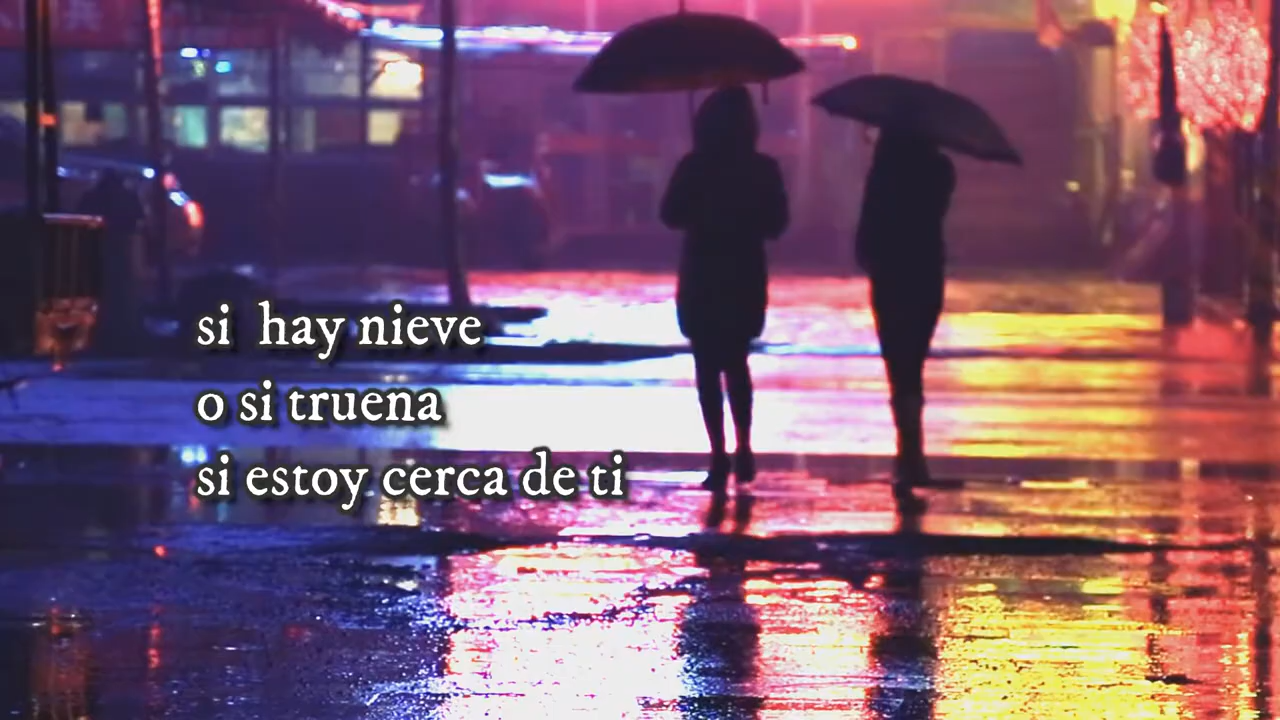 si  hay nieve
o si truena
si estoy cerca de ti